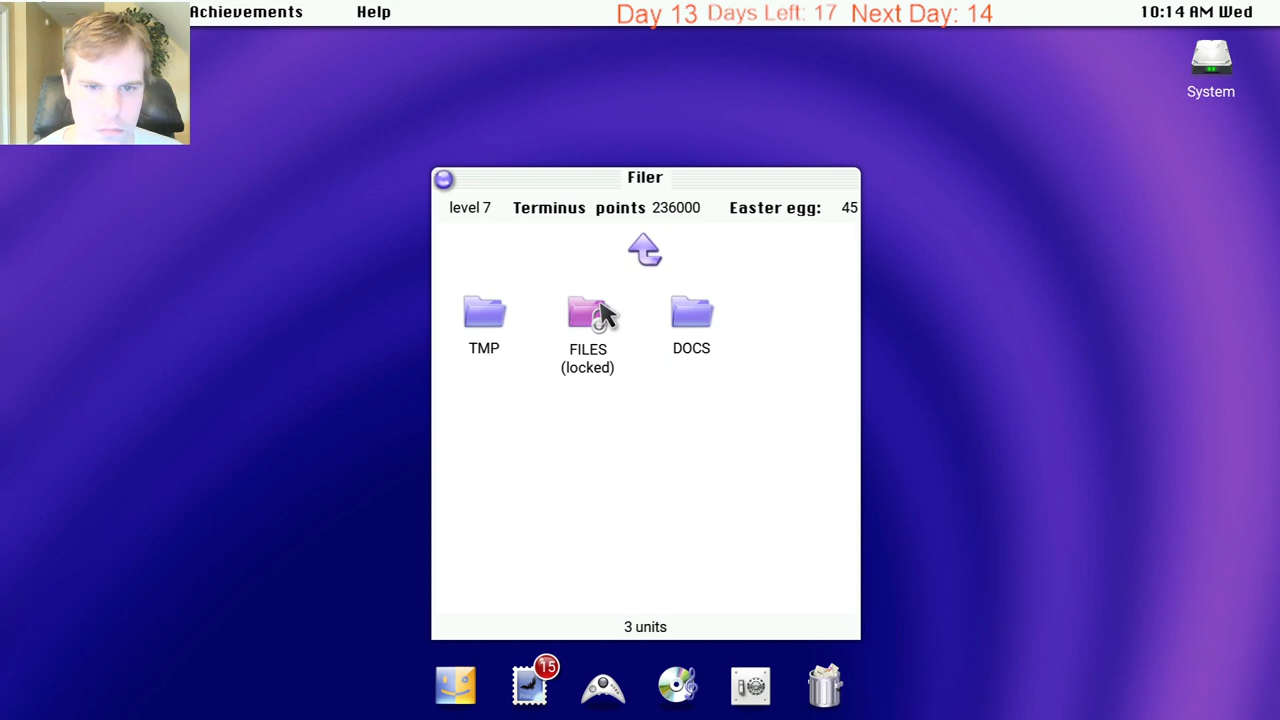 Achievements Help Day 13 Days Left: 17 Next Day: 14 10:14 AM Wed
System
Filer
level 7 Terminus points 236000 Easter egg: 45
TMP
FILES
(locked)
DOCS
3 units
15